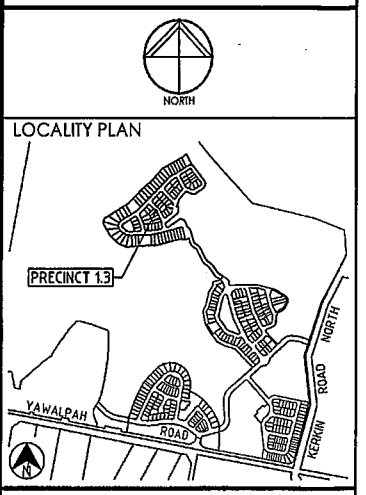 NORTH
LOCALITY PLAN
PRECINCT 1.3
YAWALPAH ROAD
KERKIN ROAD NORTH
N